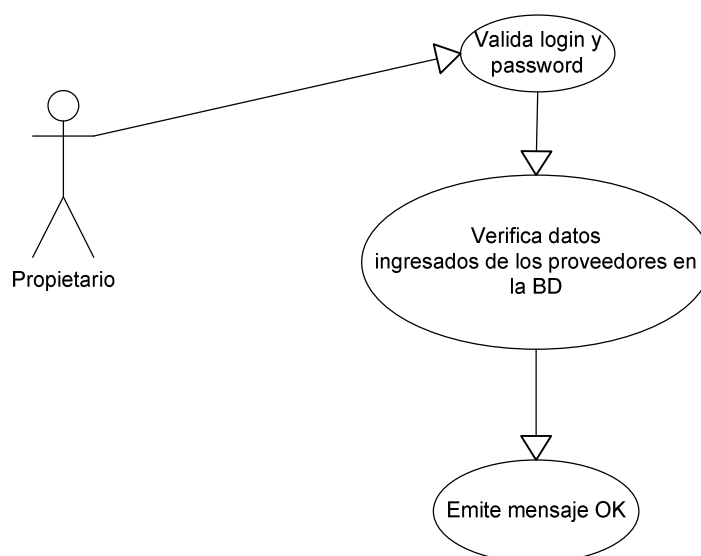 Valida login y
password
Propietario
Verifica datos
ingresados de los proveedores en
la BD
Emite mensaje OK